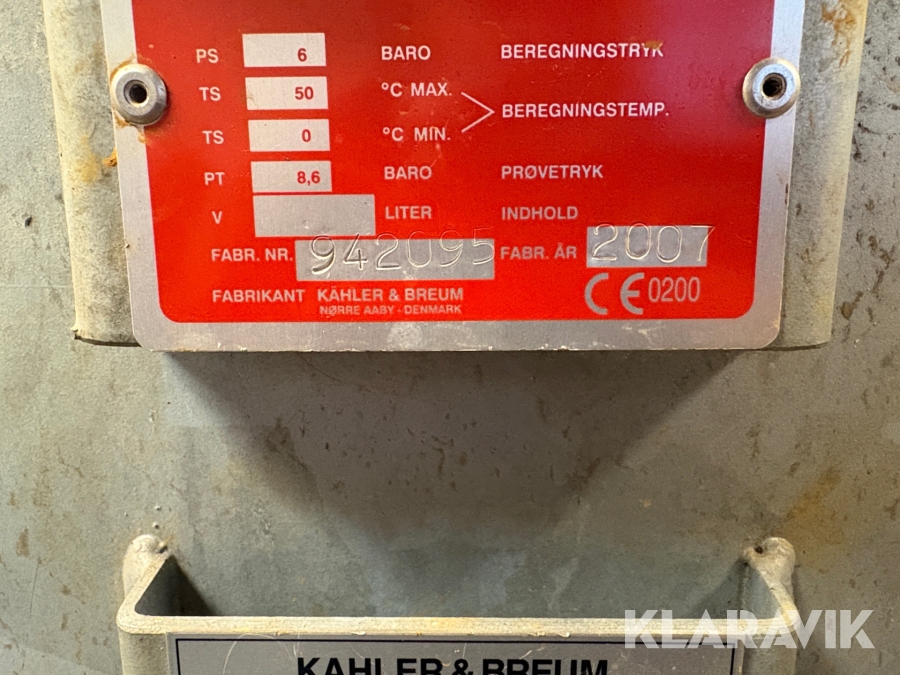 PS 6 BARO BEREGNINGSTRYK
TS 50 °C MAX.
BEREGNINGSTEMP.
TS 0 °C MIN.
PT 8,6 BARO PRØVETRYK
V LITER INDHOLD
FABR. NR. 942095 FABR. ÅR 2007
FABRIKANT KÄHLER & BREUM CE 0200
NØRRE AABY - DENMARK
KLARAVIK
KÄHLER & BREUM